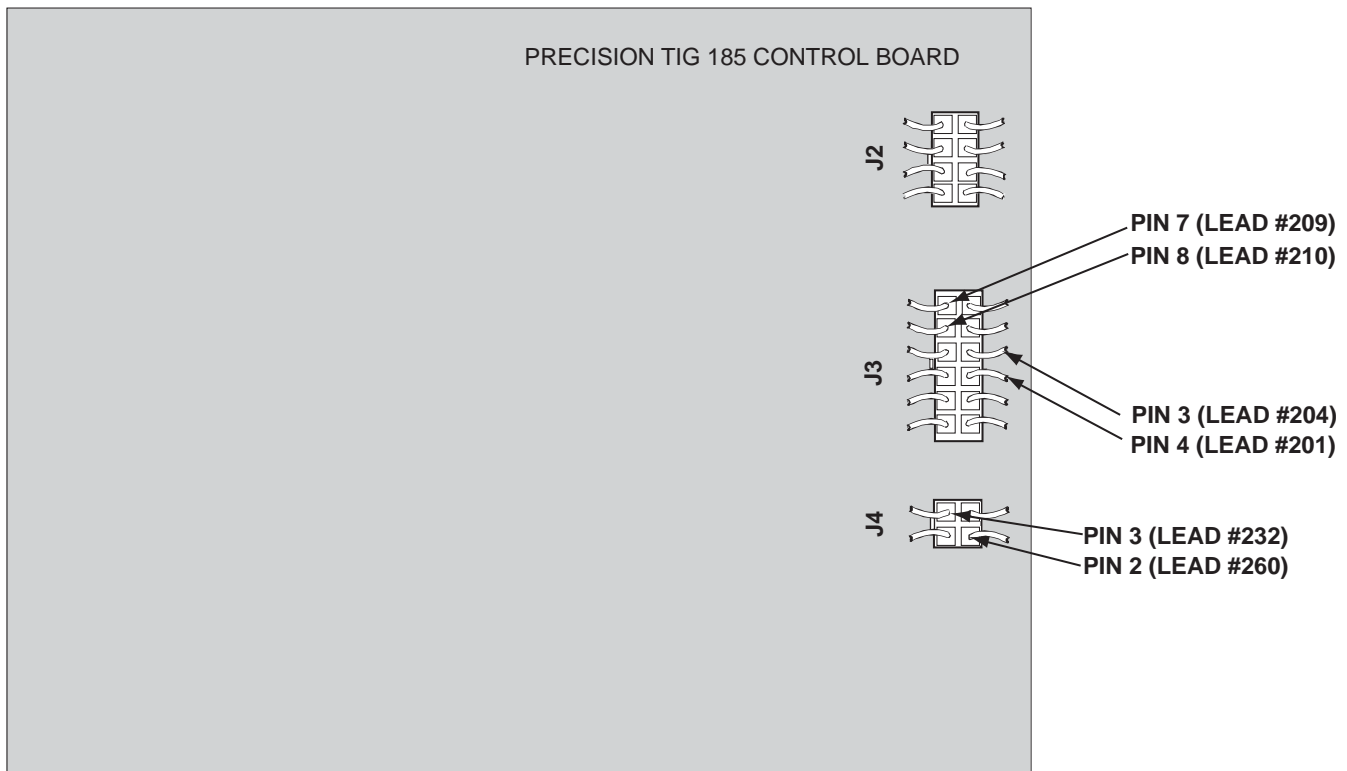 PRECISION TIG 185 CONTROL BOARD
J2
PIN 7 (LEAD #209)
PIN 8 (LEAD #210)
J3
PIN 3 (LEAD #204)
PIN 4 (LEAD #201)
J4
PIN 3 (LEAD #232)
PIN 2 (LEAD #260)